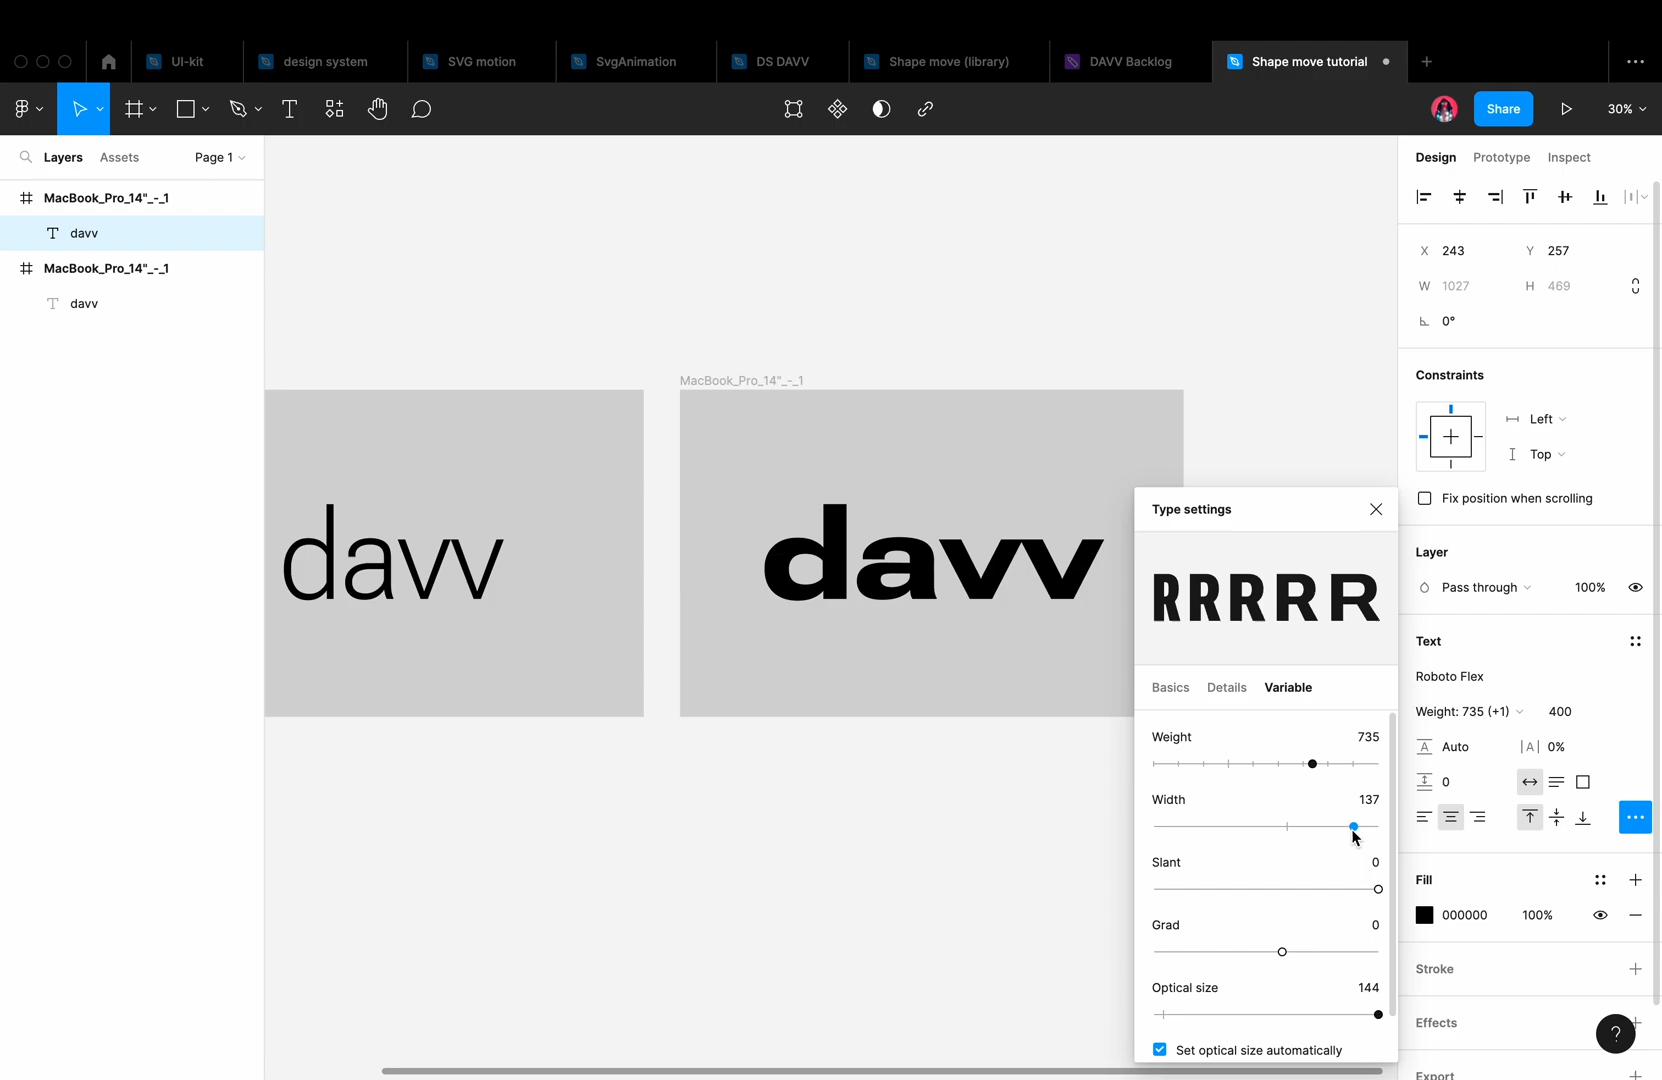 UI-kit
design system
SVG motion
SvgAnimation
DS DAVV
Shape move (library)
DAVV Backlog
Shape move tutorial
Share
30%
Layers
Assets
Page 1
MacBook_Pro_14"_-_1
davv
MacBook_Pro_14"_-_1
davv
MacBook_Pro_14"_-_1
davv
davv
Type settings
RRRRR
Basics
Details
Variable
Weight 735
Width 137
Slant 0
Grad 0
Optical size 144
Set optical size automatically
Design
Prototype
Inspect
X 243 Y 257
W 1027 H 469
0°
Constraints
Left
Top
Fix position when scrolling
Layer
Pass through 100%
Text
Roboto Flex
Weight: 735 (+1) 400
A Auto |A| 0%
0
Fill
000000 100%
Stroke
Effects
?
Export